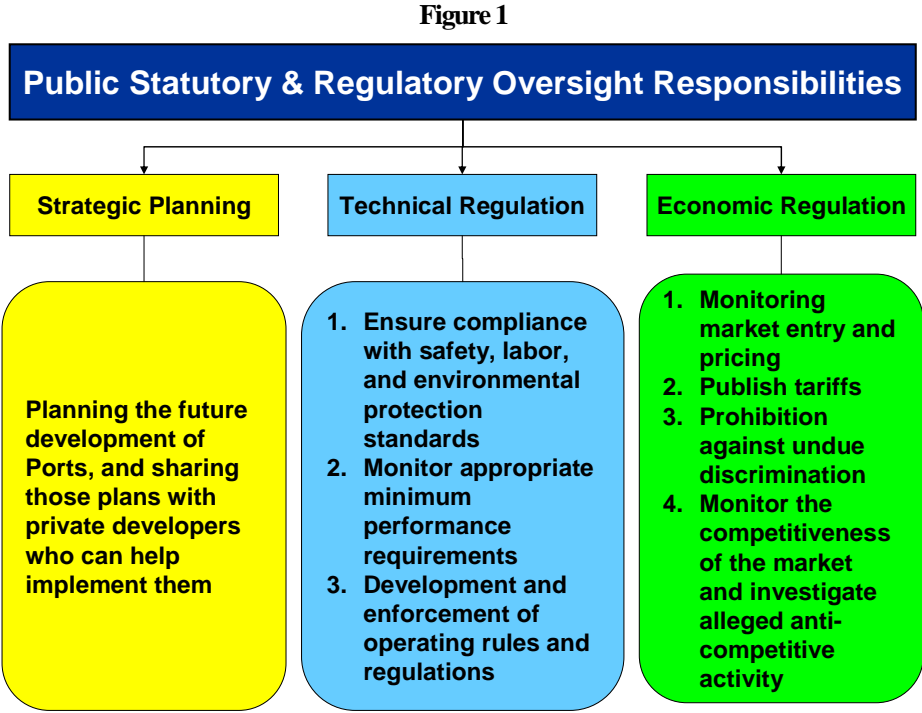 Figure 1
Public Statutory & Regulatory Oversight Responsibilities
Strategic Planning
Technical Regulation
Economic Regulation
Planning the future
development of
Ports, and sharing
those plans with
private developers
who can help
implement them
1. Ensure compliance
with safety, labor,
and environmental
protection
standards
2. Monitor appropriate
minimum
performance
requirements
3. Development and
enforcement of
operating rules and
regulations
1. Monitoring
market entry and
pricing
2. Publish tariffs
3. Prohibition
against undue
discrimination
4. Monitor the
competitiveness
of the market
and investigate
alleged anti-
competitive
activity